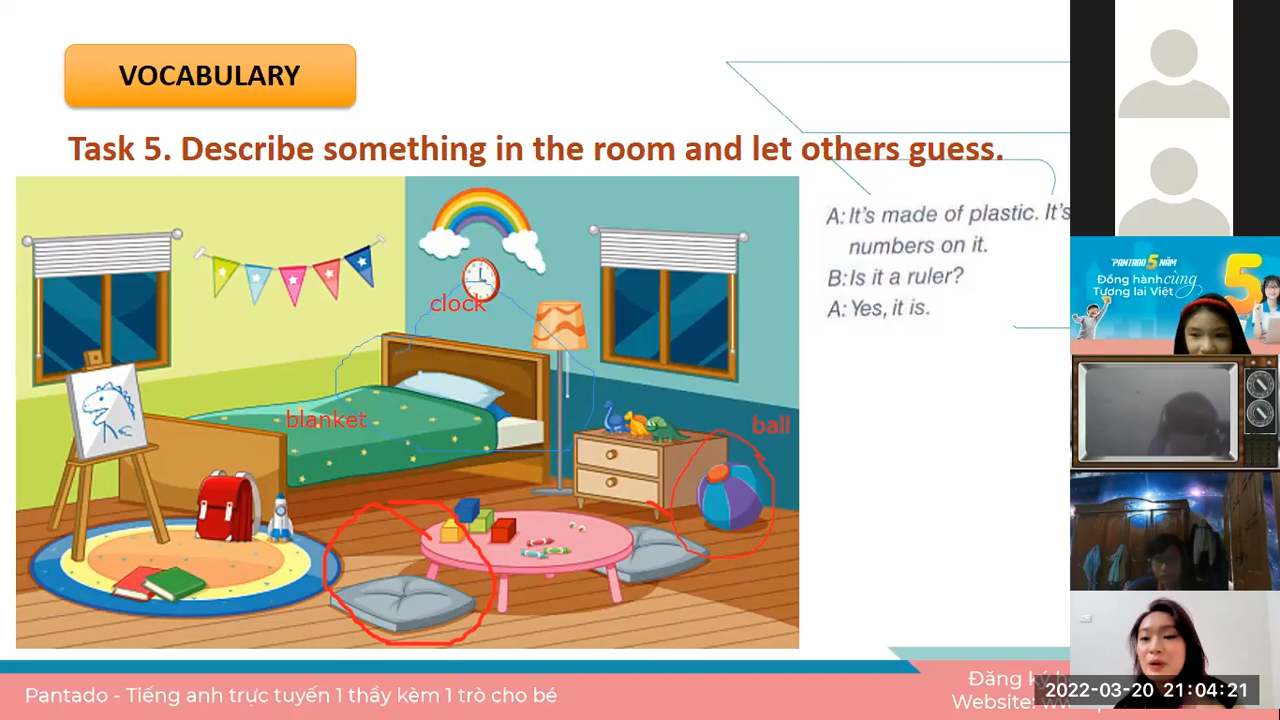 VOCABULARY
Task 5. Describe something in the room and let others guess.
A: It's made of plastic. It's
numbers on it.
B: Is it a ruler?
A: Yes, it is.
clock
blanket
ball
PANTADO 5 NĂM
Đồng hành cùng
Tương lai Việt
5
Pantado - Tiếng anh trực tuyến 1 thầy kèm 1 trò cho bé
Đăng ký
Website:
2022-03-20 21:04:21